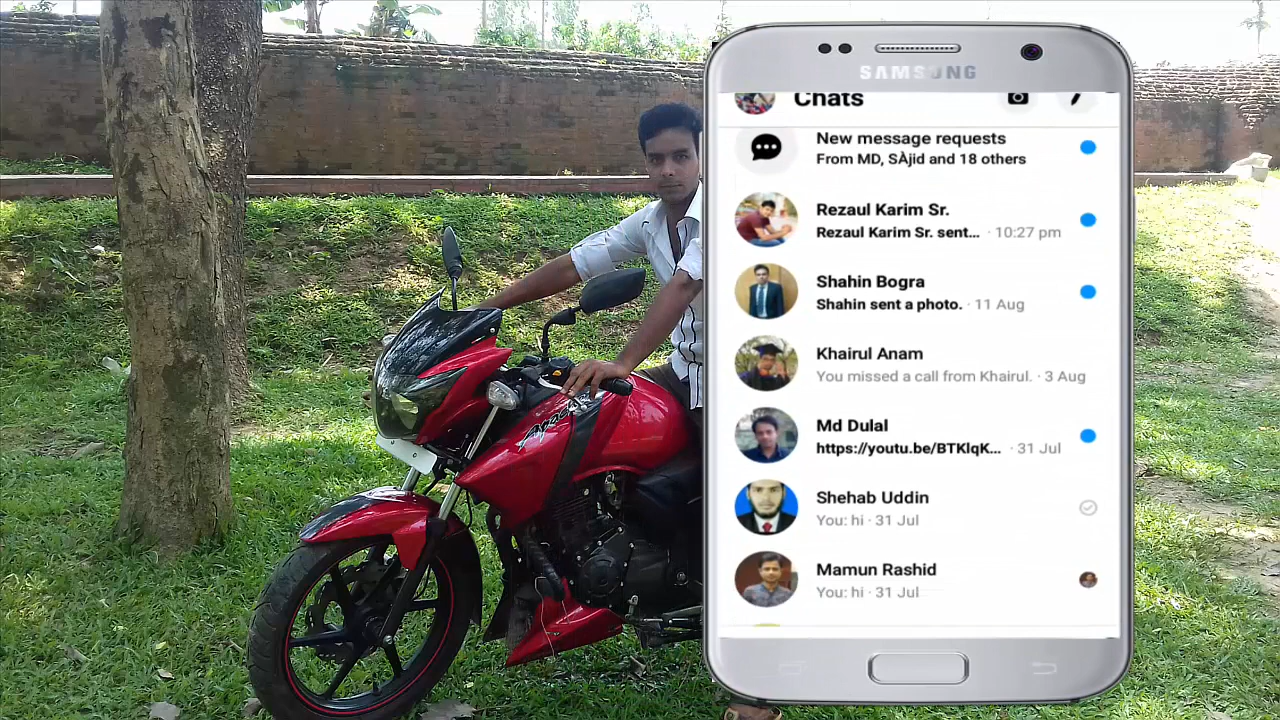 SAMSUNG
Chats
New message requests
From MD, SÀjid and 18 others
Rezaul Karim Sr.
Rezaul Karim Sr. sent... · 10:27 pm
Shahin Bogra
Shahin sent a photo. · 11 Aug
Khairul Anam
You missed a call from Khairul. · 3 Aug
Md Dulal
https://youtu.be/BTKlqK... · 31 Jul
Shehab Uddin
You: hi · 31 Jul
Mamun Rashid
You: hi · 31 Jul
Apache